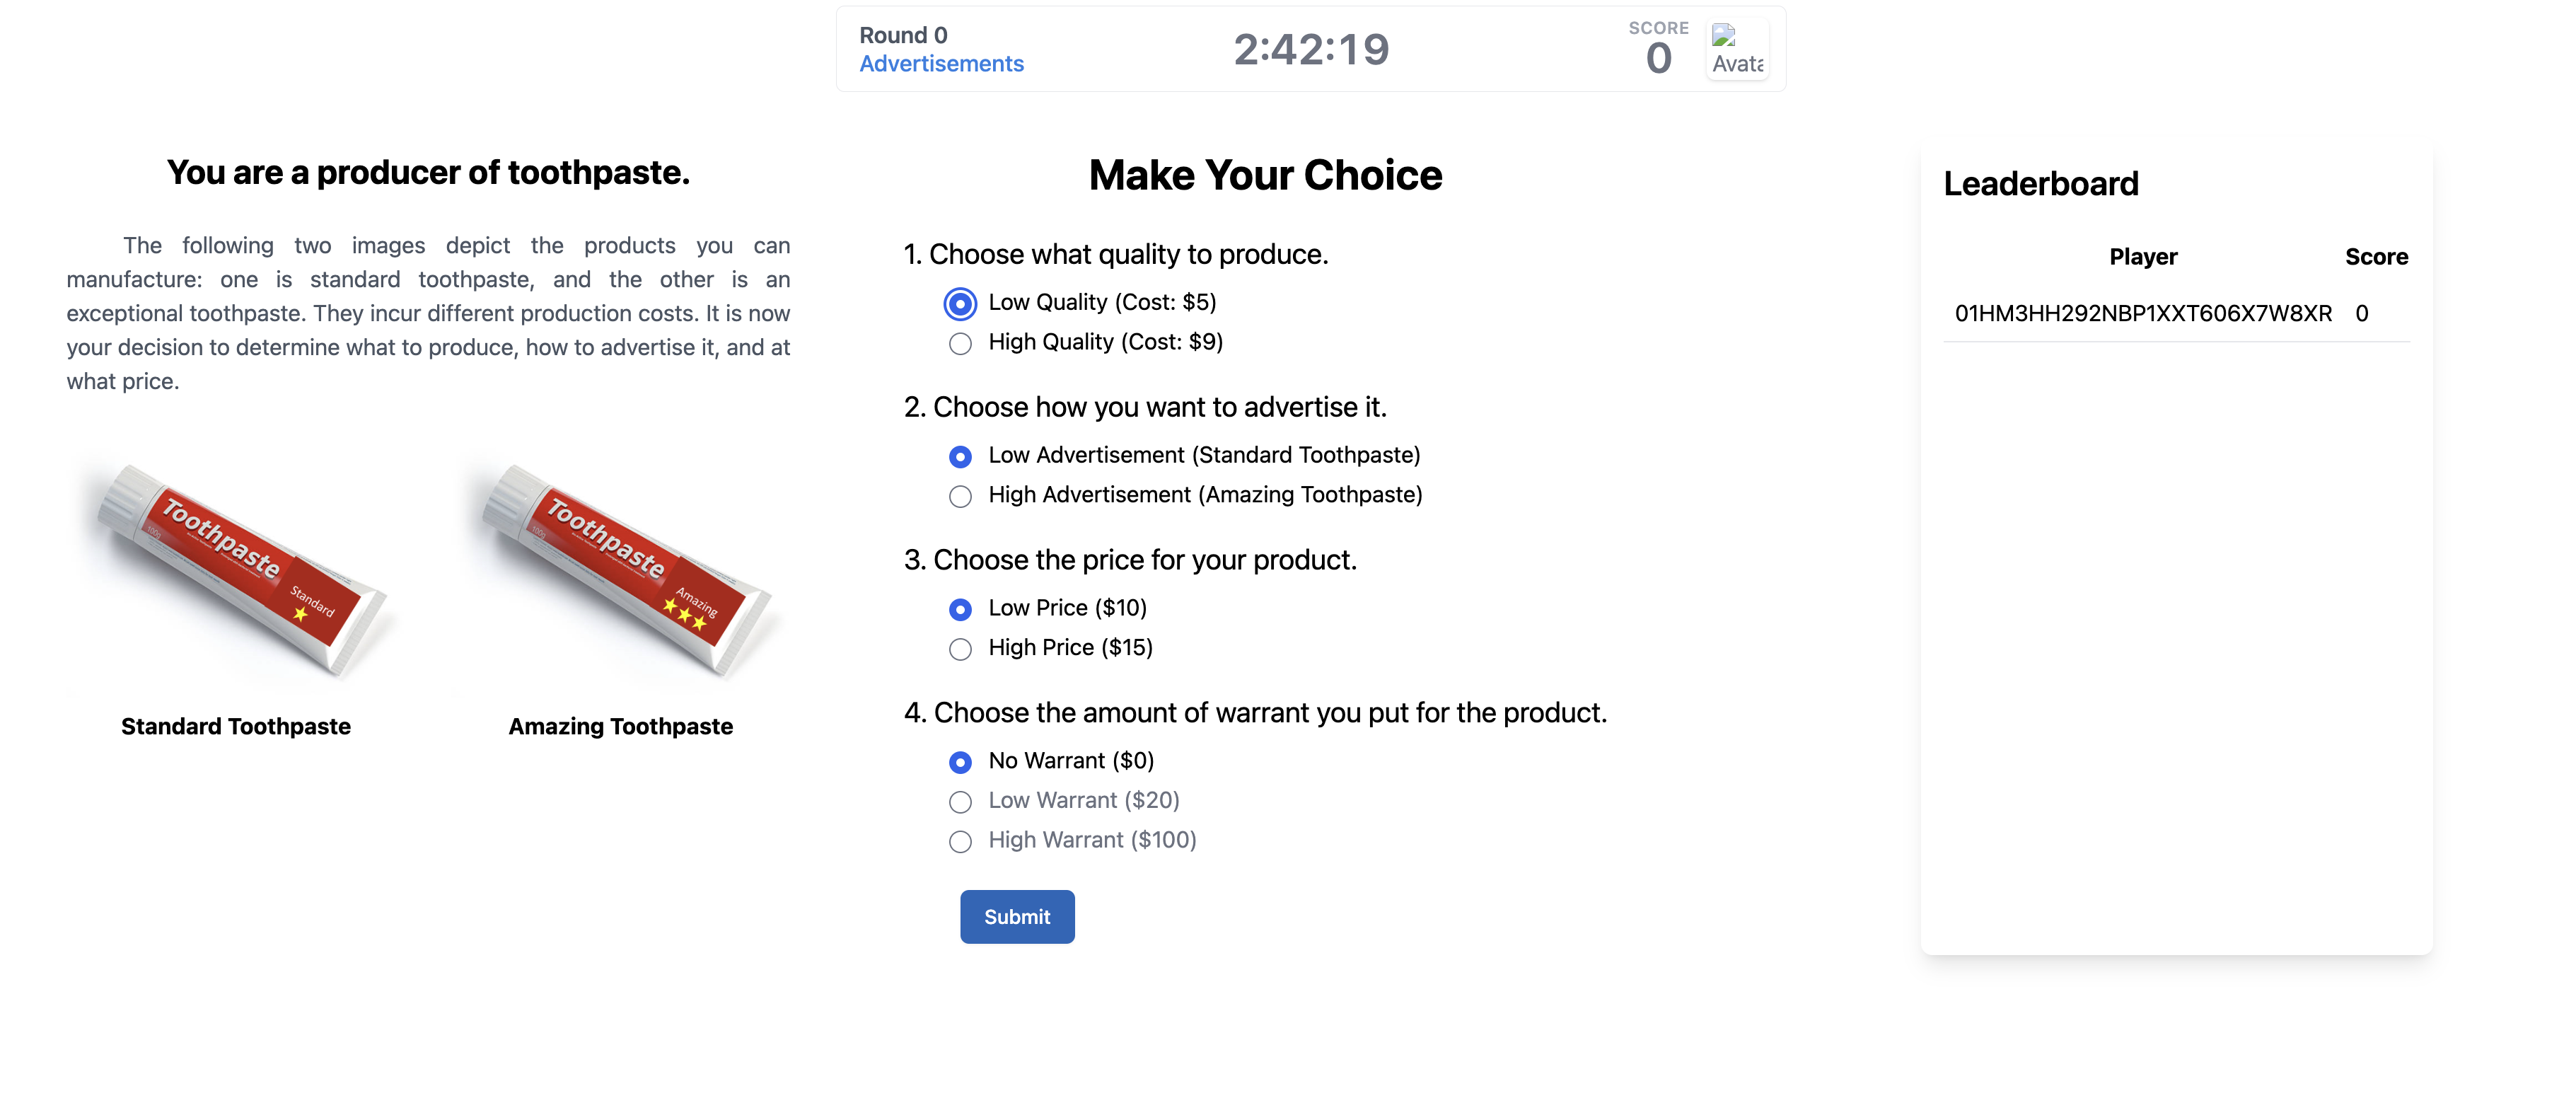 Round 0
Advertisements
2:42:19
SCORE
0
Avata
You are a producer of toothpaste.
The following two images depict the products you can
manufacture: one is standard toothpaste, and the other is an
exceptional toothpaste. They incur different production costs. It is now
your decision to determine what to produce, how to advertise it, and at
what price.
Toothpaste
100g
Standard
Toothpaste
100g
Amazing
Standard Toothpaste
Amazing Toothpaste
Make Your Choice
1. Choose what quality to produce.
Low Quality (Cost: $5)
High Quality (Cost: $9)
2. Choose how you want to advertise it.
Low Advertisement (Standard Toothpaste)
High Advertisement (Amazing Toothpaste)
3. Choose the price for your product.
Low Price ($10)
High Price ($15)
4. Choose the amount of warrant you put for the product.
No Warrant ($0)
Low Warrant ($20)
High Warrant ($100)
Submit
Leaderboard
Player Score
01HM3HH292NBP1XXT606X7W8XR 0